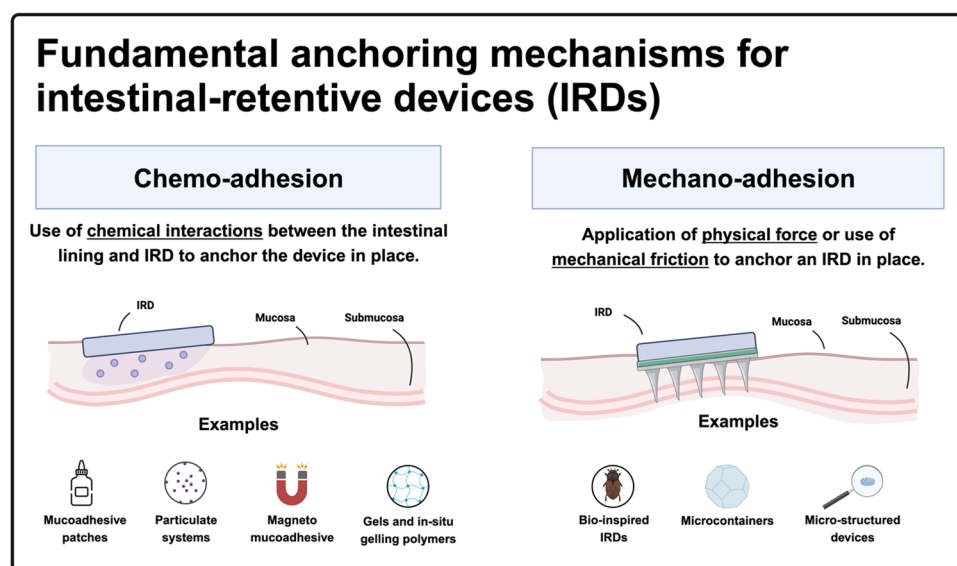 Fundamental anchoring mechanisms for
intestinal-retentive devices (IRDs)
Chemo-adhesion
Use of chemical interactions between the intestinal
lining and IRD to anchor the device in place.
IRD
Mucosa
Submucosa
Examples
Mucoadhesive
patches
Particulate
systems
Magneto
mucoadhesive
Gels and in-situ
gelling polymers
Mechano-adhesion
Application of physical force or use of
mechanical friction to anchor an IRD in place.
IRD
Mucosa
Submucosa
Examples
Bio-inspired
IRDs
Microcontainers
Micro-structured
devices